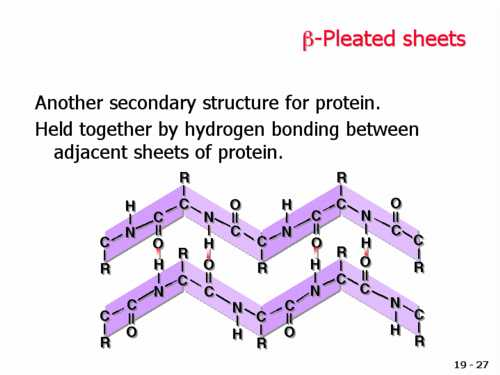 β-Pleated sheets
Another secondary structure for protein.
Held together by hydrogen bonding between
adjacent sheets of protein.
R R
H C O H C O
C N C N
N C N C
C O H C O H C
R R
R H O R H O R
C C
N C N C
C N C N
C C C
O H O H
R R R
19 - 27